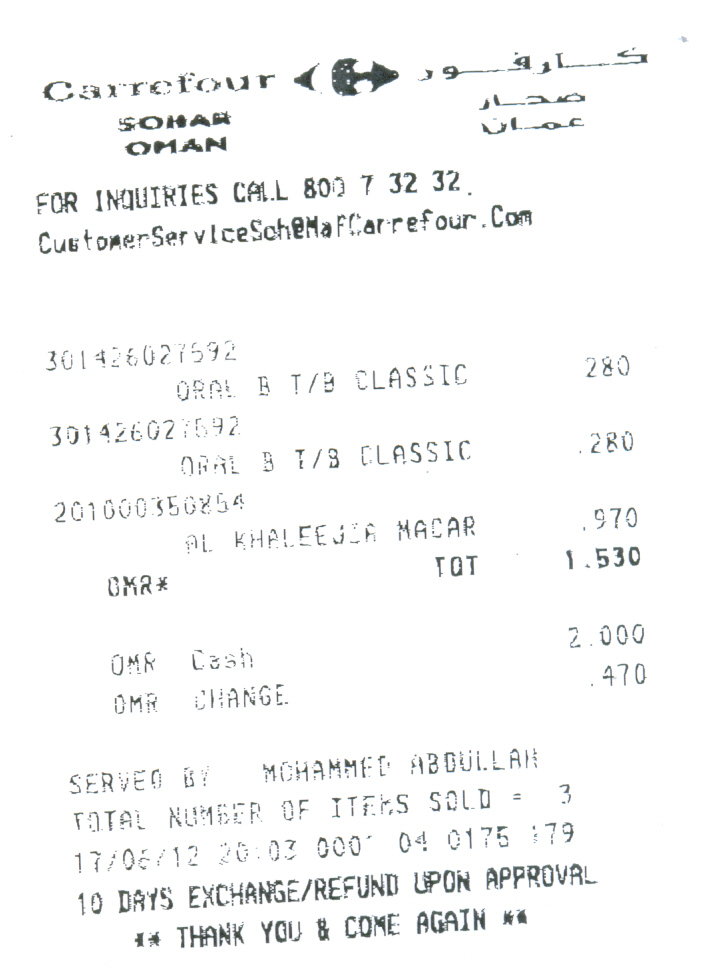 Carrefour كارفور
SOHAR صحار
OMAN عمان
FOR INQUIRIES CALL 800 7 32 32
CustomerServiceSoh@MafCarrefour.Com
301426027592
ORAL B T/B CLASSIC 280
301426027592
ORAL B T/B CLASSIC .280
201000350854
AL KHALEEJIA MACAR .970
OMR* TOT 1.530
OMR Cash 2.000
OMR CHANGE .470
SERVED BY MOHAMMED ABDULLAH
TOTAL NUMBER OF ITEMS SOLD = 3
17/06/12 20:03 04 0175
10 DAYS EXCHANGE/REFUND UPON APPROVAL
** THANK YOU & COME AGAIN **